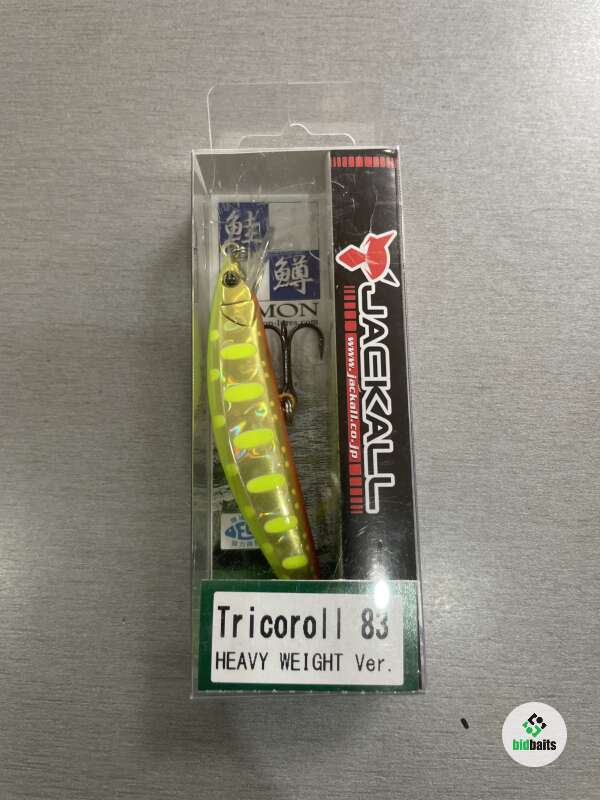 鮭
鱒
MON
JACKALL
www.jackall.co.jp
Tricoroll 83
HEAVY WEIGHT Ver.
bidbaits